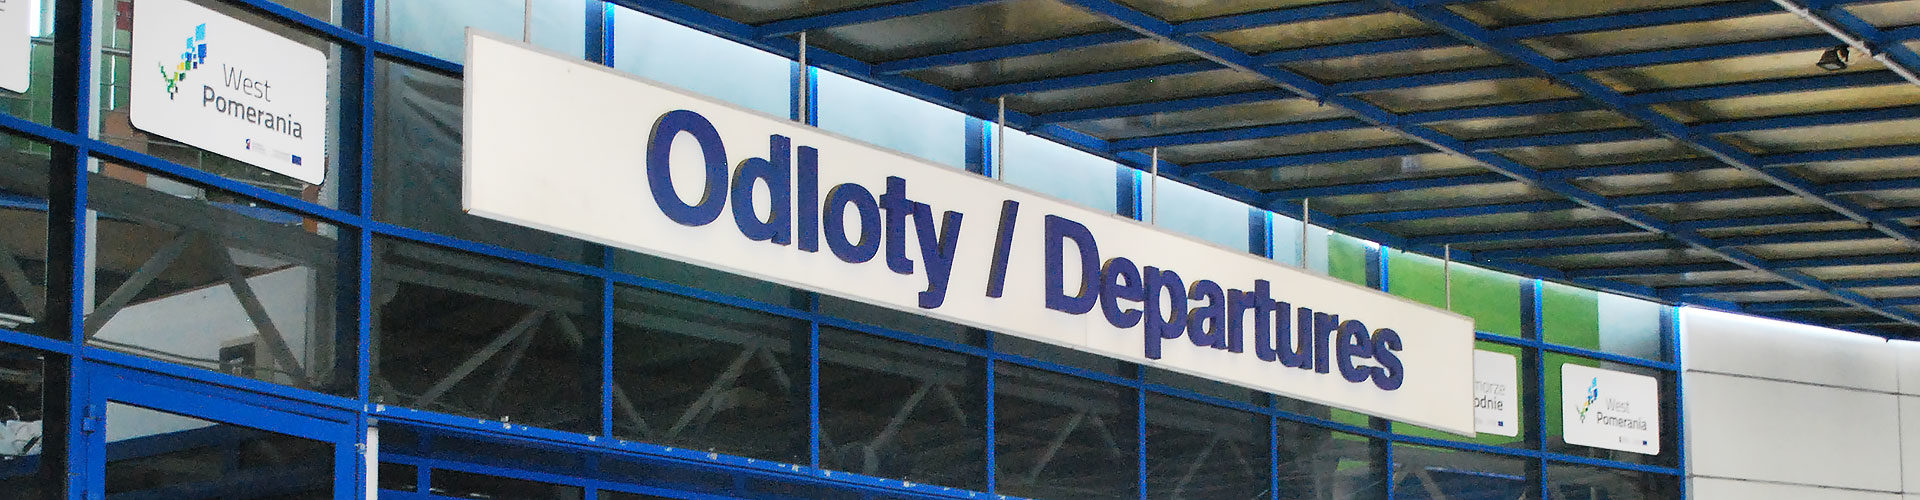 West
Pomerania
Odloty / Departures
odnie
West
Pomerania